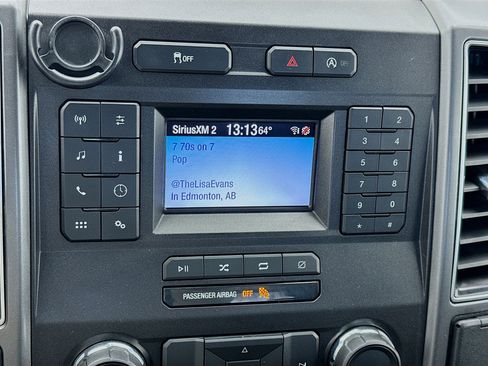 OFF
A OFF
SiriusXM 2 13:13 64°
7 70s on 7
Pop
@TheLisaEvans
In Edmonton, AB
i
1 2
3 4
5 6
7 8
9 0
* #
PASSENGER AIRBAG OFF